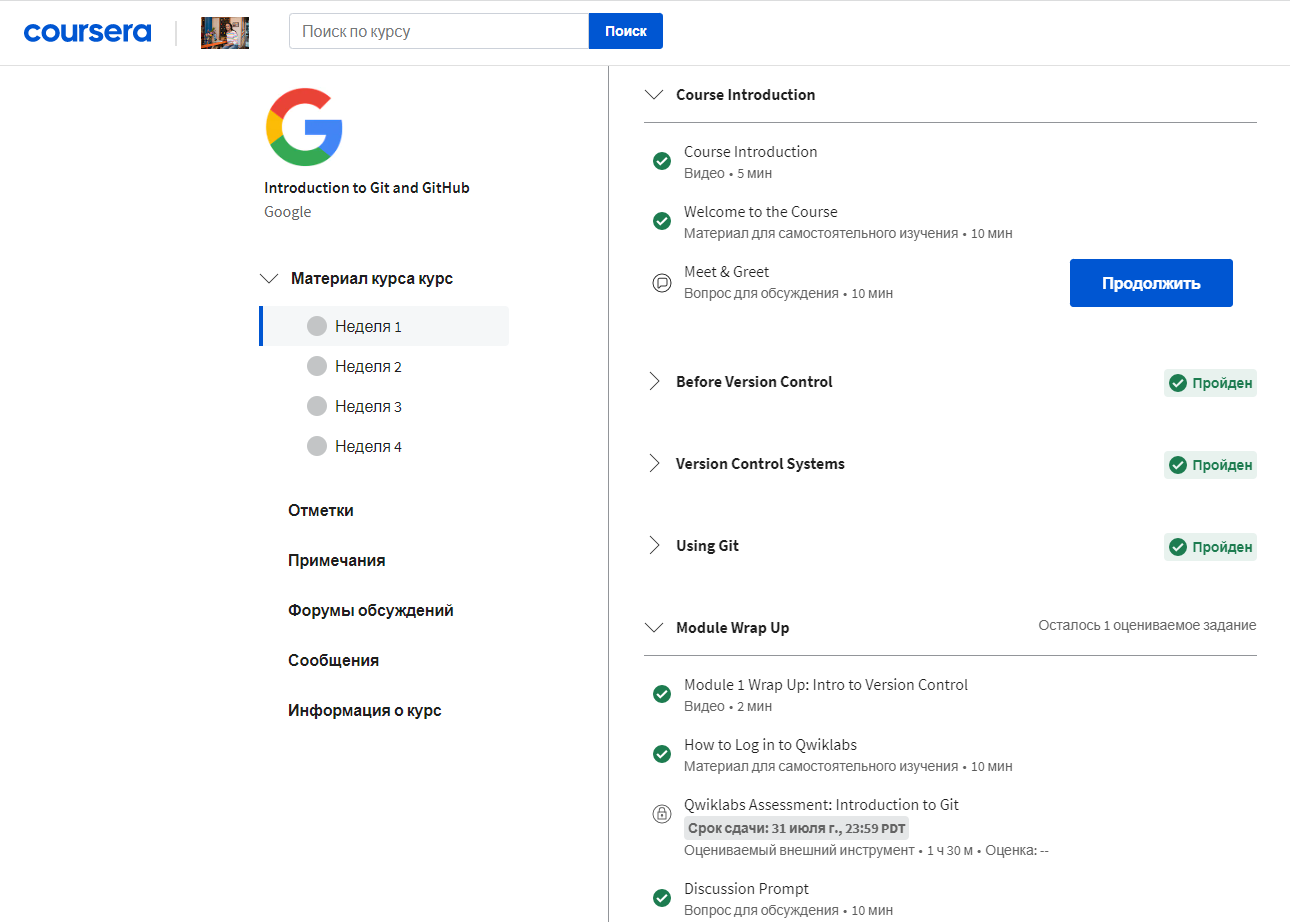 coursera
Поиск по курсу
Поиск
Introduction to Git and GitHub
Google
Материал курса курс
Неделя 1
Неделя 2
Неделя 3
Неделя 4
Отметки
Примечания
Форумы обсуждений
Сообщения
Информация о курс
Course Introduction
Course Introduction
Видео • 5 мин
Welcome to the Course
Материал для самостоятельного изучения • 10 мин
Meet & Greet
Вопрос для обсуждения • 10 мин
Продолжить
Before Version Control
Пройден
Version Control Systems
Пройден
Using Git
Пройден
Module Wrap Up
Осталось 1 оцениваемое задание
Module 1 Wrap Up: Intro to Version Control
Видео • 2 мин
How to Log in to Qwiklabs
Материал для самостоятельного изучения • 10 мин
Qwiklabs Assessment: Introduction to Git
Срок сдачи: 31 июля г., 23:59 PDT
Оцениваемый внешний инструмент • 1 ч 30 м • Оценка: --
Discussion Prompt
Вопрос для обсуждения • 10 мин